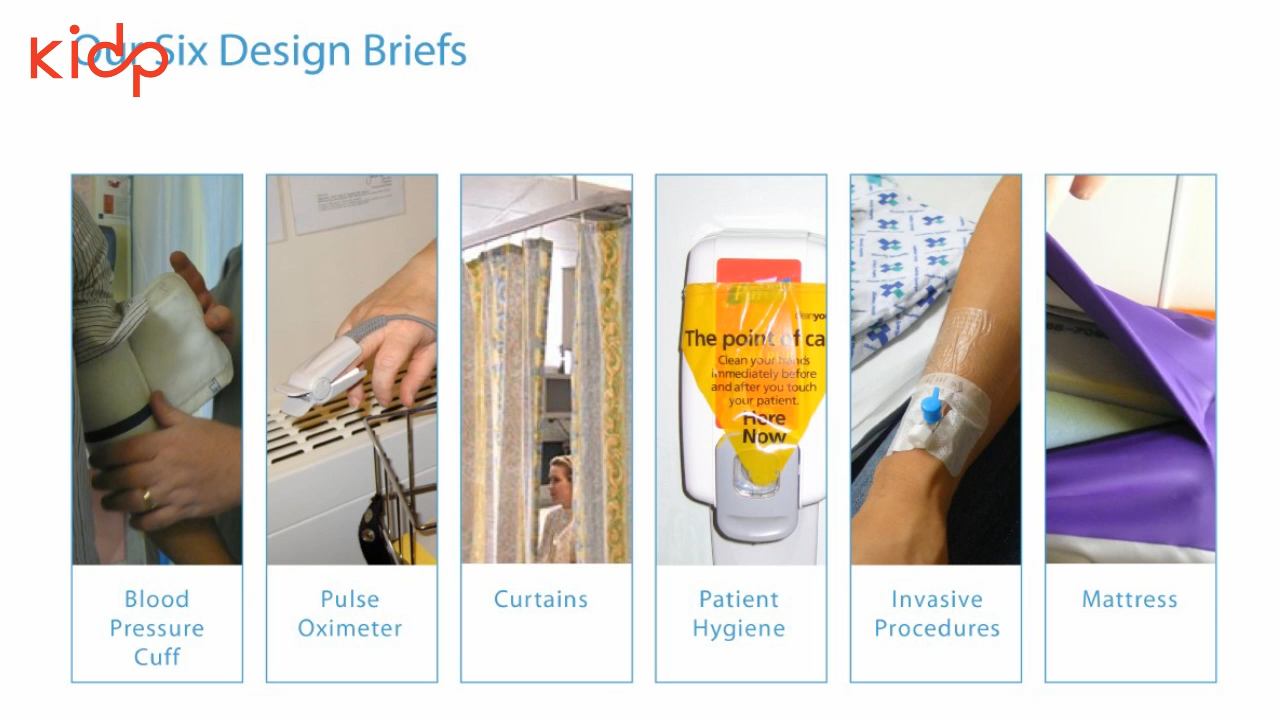 kidp
Our Six Design Briefs
The point of ca
Clean your hands
immediately before
and after you touch
your patient.
Here
Now
Blood
Pressure
Cuff
Pulse
Oximeter
Curtains
Patient
Hygiene
Invasive
Procedures
Mattress